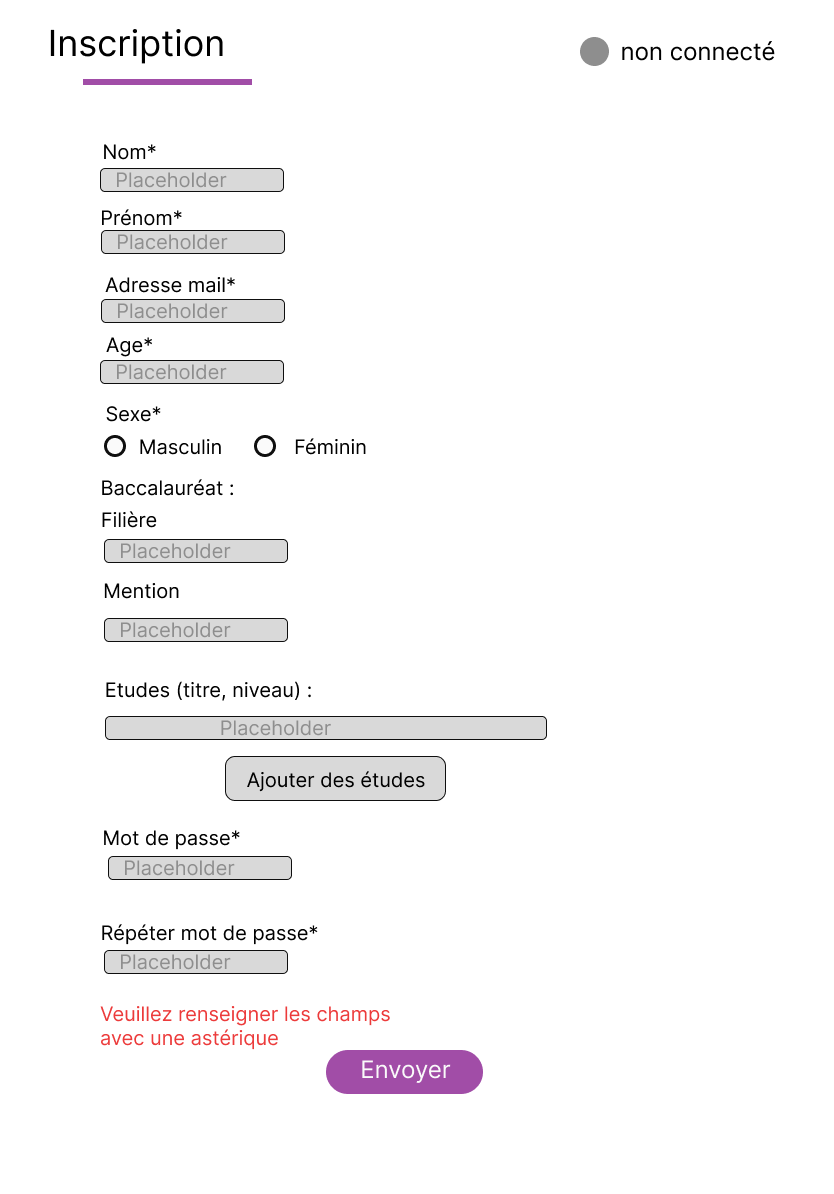 Inscription
non connecté
Nom*
Placeholder
Prénom*
Placeholder
Adresse mail*
Placeholder
Age*
Placeholder
Sexe*
Masculin Féminin
Baccalauréat :
Filière
Placeholder
Mention
Placeholder
Etudes (titre, niveau) :
Placeholder
Ajouter des études
Mot de passe*
Placeholder
Répéter mot de passe*
Placeholder
Veuillez renseigner les champs
avec une astérique
Envoyer